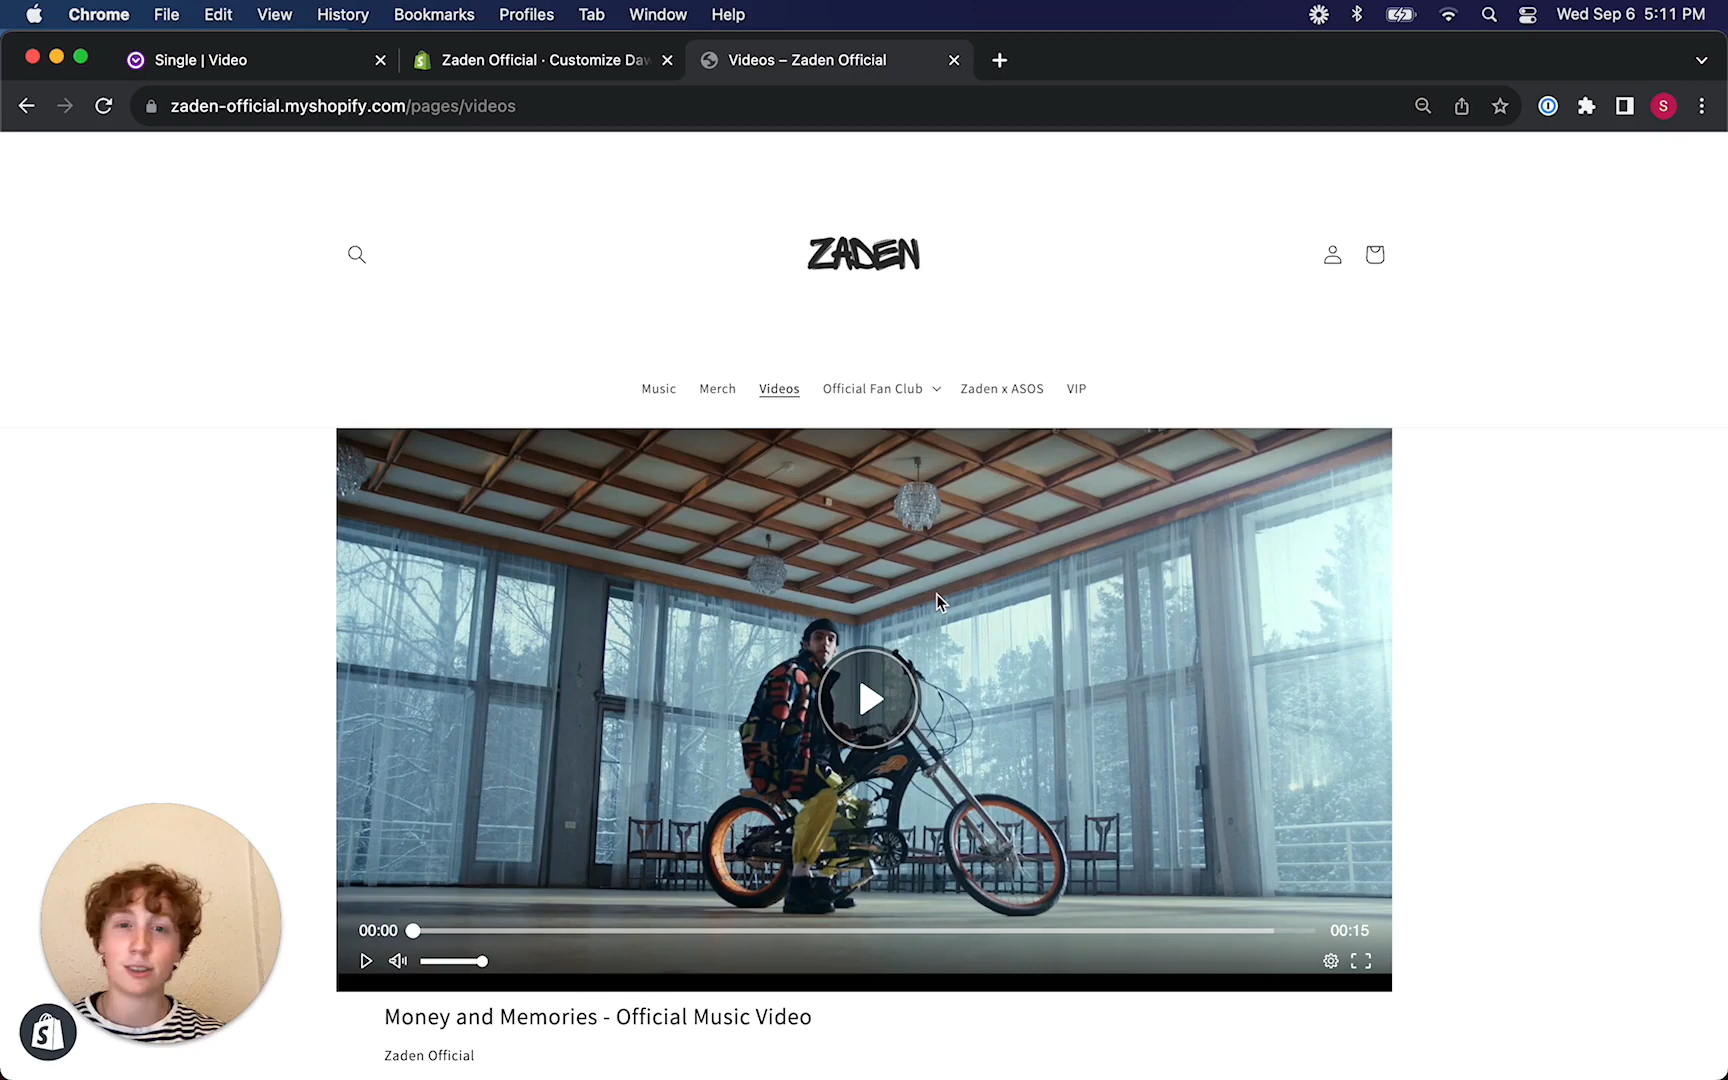 Chrome File Edit View History Bookmarks Profiles Tab Window Help Wed Sep 6 5:11 PM
Single | Video Zaden Official · Customize Daw Videos – Zaden Official
zaden-official.myshopify.com/pages/videos S
ZADEN
Music Merch Videos Official Fan Club Zaden x ASOS VIP
00:00 00:15
Money and Memories - Official Music Video
Zaden Official